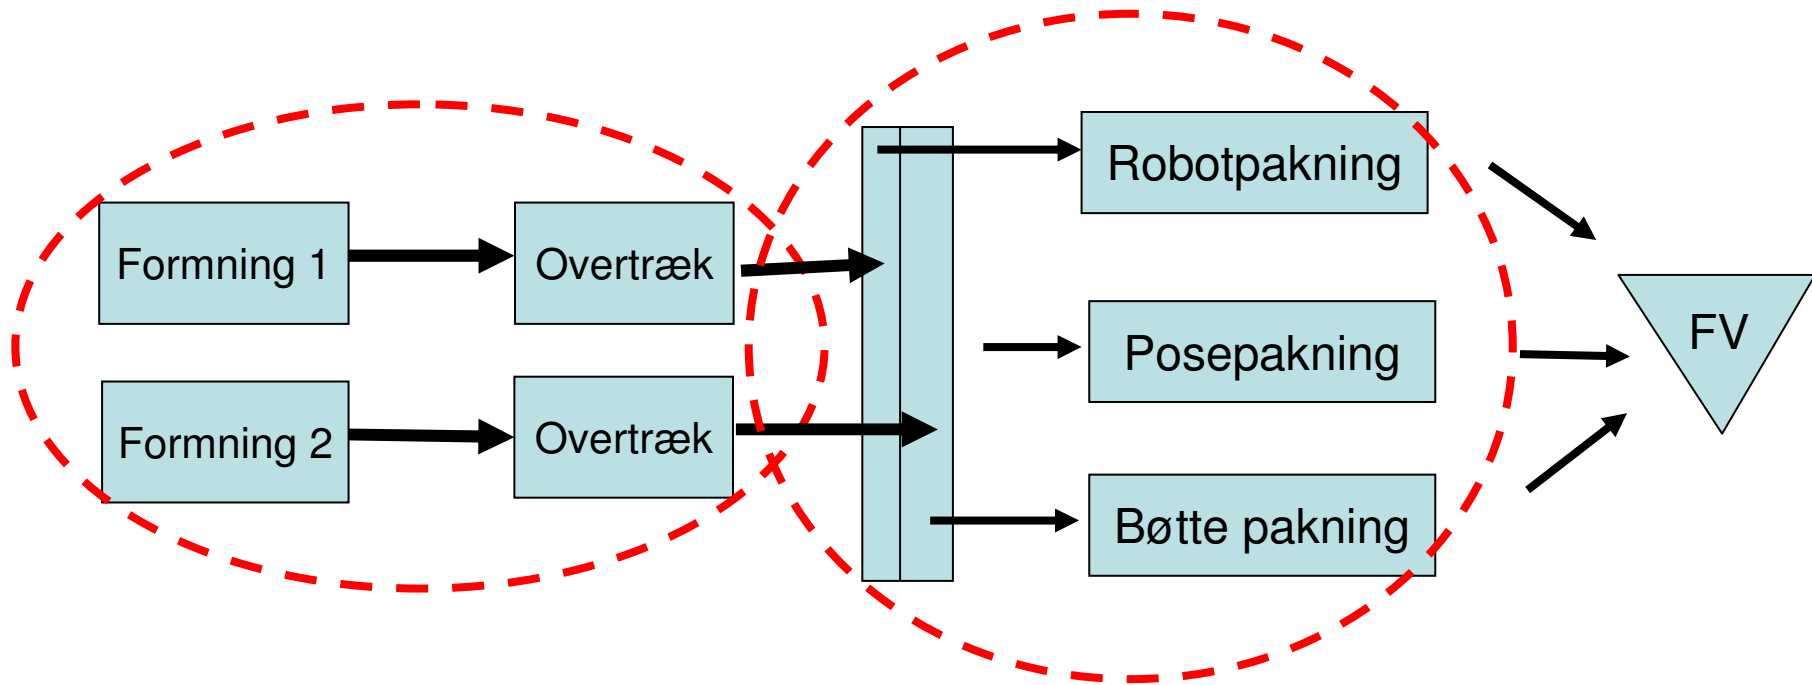 Formning 1
Overtræk
Formning 2
Overtræk
Robotpakning
Posepakning
Bøtte pakning
FV